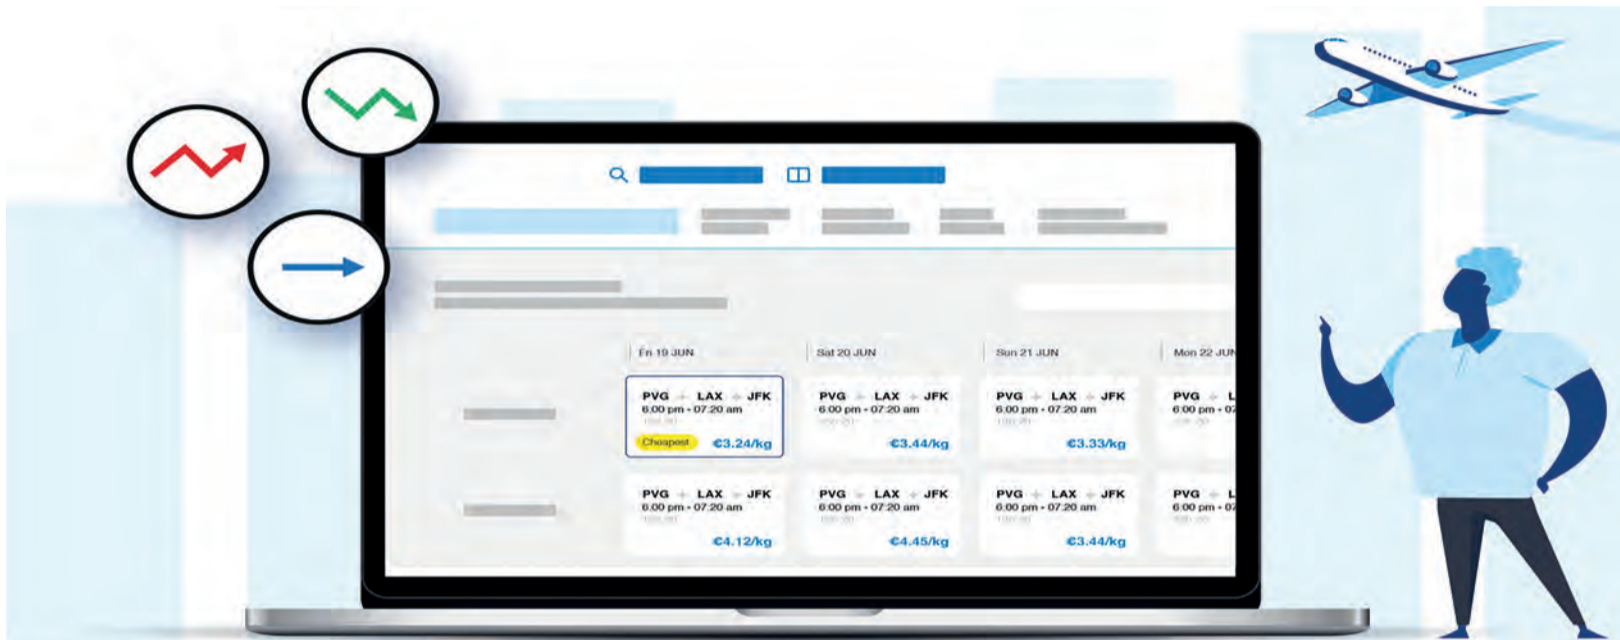 Fri 19 JUN
Sat 20 JUN
Sun 21 JUN
Mon 22 JUN
PVG + LAX + JFK
6:00 pm - 07:20 am
Cheapest €3.24/kg
PVG + LAX + JFK
6:00 pm - 07:20 am
€3.44/kg
PVG + LAX + JFK
6:00 pm - 07:20 am
€3.33/kg
PVG + L
6:00 pm - 07
PVG + LAX + JFK
6:00 pm - 07:20 am
€4.12/kg
PVG + LAX + JFK
6:00 pm - 07:20 am
€4.45/kg
PVG + LAX + JFK
6:00 pm - 07:20 am
€3.44/kg
PVG + L
6:00 pm - 07